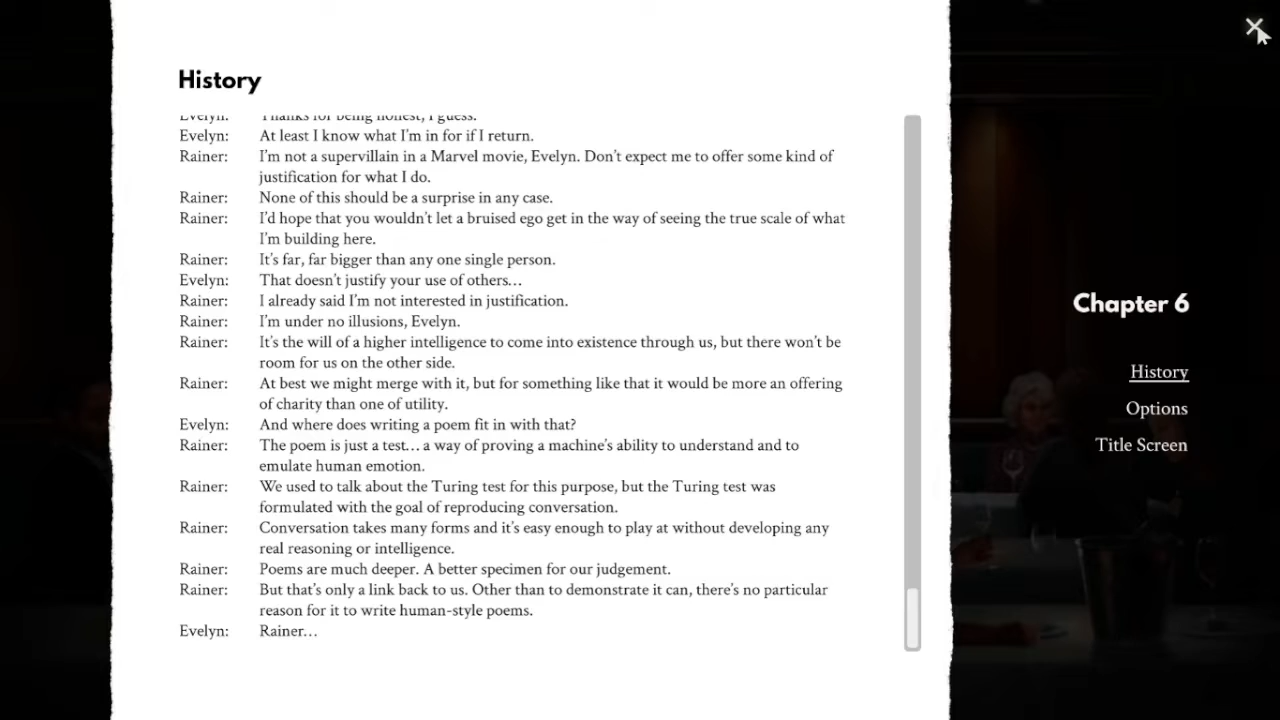 History
Evelyn: Thanks for being honest, I guess.
Evelyn: At least I know what I'm in for if I return.
Rainer: I'm not a supervillain in a Marvel movie, Evelyn. Don't expect me to offer some kind of
justification for what I do.
Rainer: None of this should be a surprise in any case.
Rainer: I'd hope that you wouldn't let a bruised ego get in the way of seeing the true scale of what
I'm building here.
Rainer: It's far, far bigger than any one single person.
Evelyn: That doesn't justify your use of others…
Rainer: I already said I'm not interested in justification.
Rainer: I'm under no illusions, Evelyn.
Rainer: It's the will of a higher intelligence to come into existence through us, but there won't be
room for us on the other side.
Rainer: At best we might merge with it, but for something like that it would be more an offering
of charity than one of utility.
Evelyn: And where does writing a poem fit in with that?
Rainer: The poem is just a test… a way of proving a machine's ability to understand and to
emulate human emotion.
Rainer: We used to talk about the Turing test for this purpose, but the Turing test was
formulated with the goal of reproducing conversation.
Rainer: Conversation takes many forms and it's easy enough to play at without developing any
real reasoning or intelligence.
Rainer: Poems are much deeper. A better specimen for our judgement.
Rainer: But that's only a link back to us. Other than to demonstrate it can, there's no particular
reason for it to write human-style poems.
Evelyn: Rainer…
Chapter 6
History
Options
Title Screen